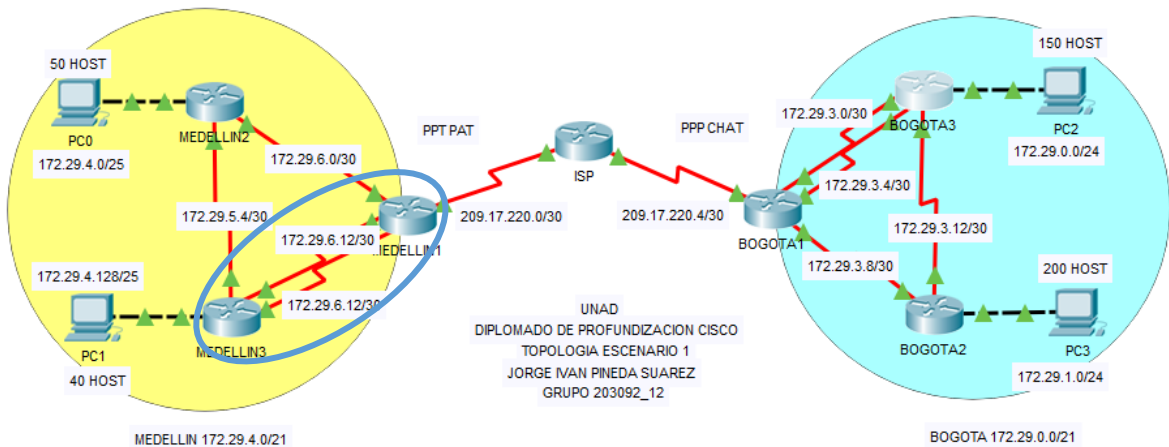 50 HOST
PC0
172.29.4.0/25
MEDELLIN2
172.29.6.0/30
172.29.5.4/30
172.29.6.12/30
MEDELLIN1
172.29.6.12/30
172.29.4.128/25
PC1
40 HOST
MEDELLIN3
MEDELLIN 172.29.4.0/21
PPT PAT
209.17.220.0/30
ISP
PPP CHAT
209.17.220.4/30
UNAD
DIPLOMADO DE PROFUNDIZACION CISCO
TOPOLOGIA ESCENARIO 1
JORGE IVAN PINEDA SUAREZ
GRUPO 203092_12
150 HOST
172.29.3.0/30
BOGOTA3
PC2
172.29.0.0/24
172.29.3.4/30
BOGOTA1
172.29.3.12/30
172.29.3.8/30
200 HOST
BOGOTA2
PC3
172.29.1.0/24
BOGOTA 172.29.0.0/21